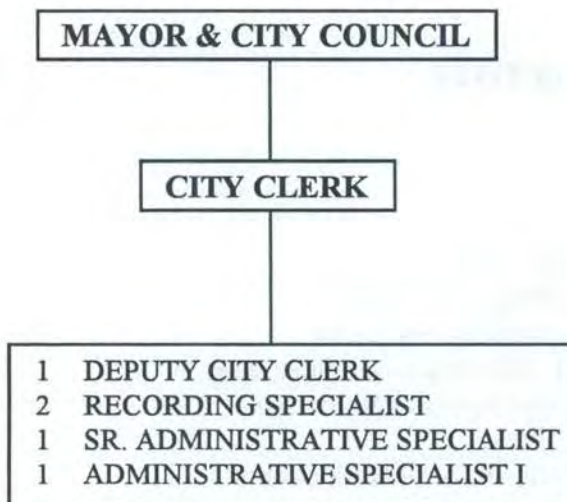 MAYOR & CITY COUNCIL
CITY CLERK
1 DEPUTY CITY CLERK
2 RECORDING SPECIALIST
1 SR. ADMINISTRATIVE SPECIALIST
1 ADMINISTRATIVE SPECIALIST I